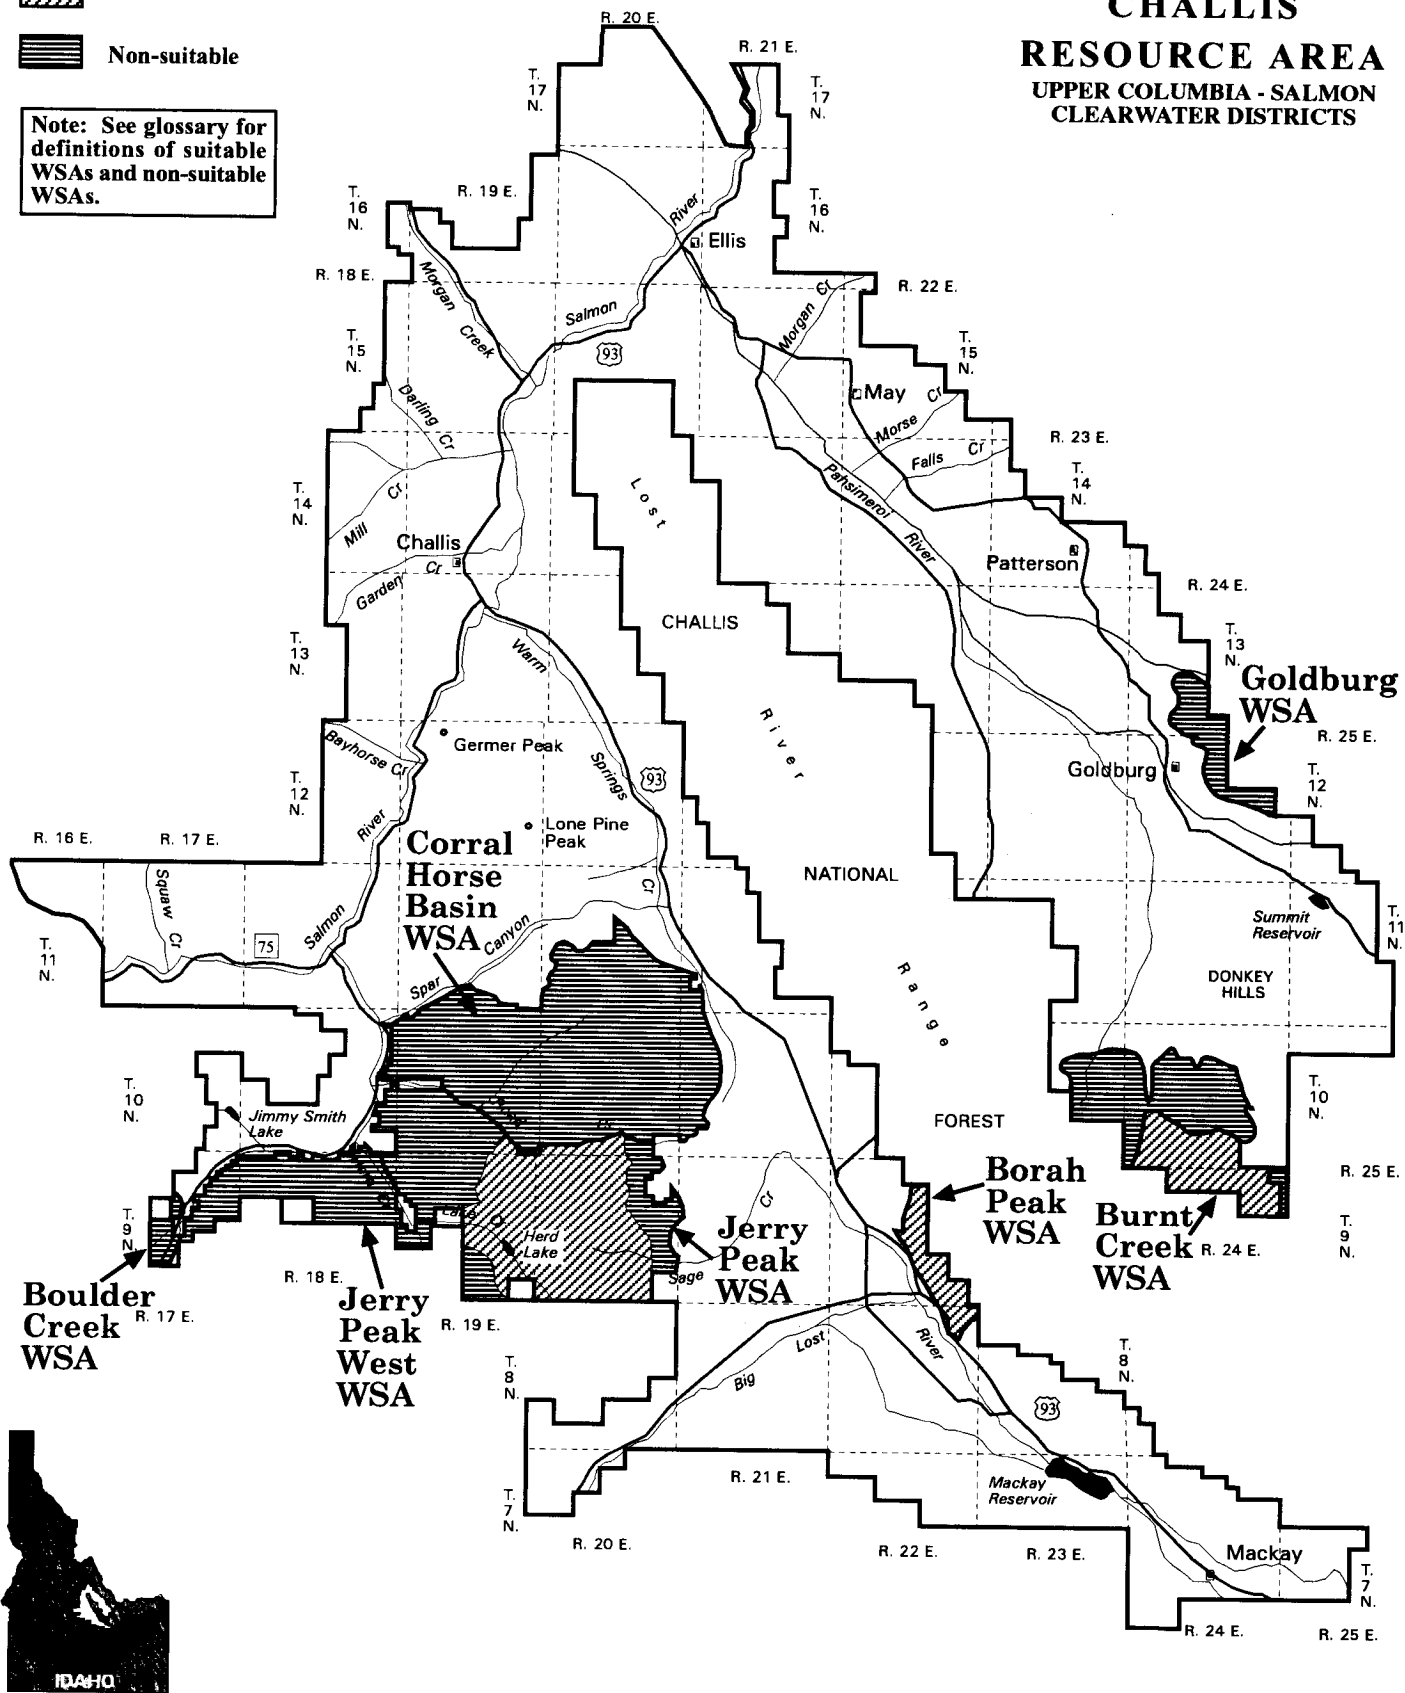 CHALLIS
RESOURCE AREA
UPPER COLUMBIA - SALMON
CLEARWATER DISTRICTS
Non-suitable
Note: See glossary for
definitions of suitable
WSAs and non-suitable
WSAs.
R. 20 E.
R. 21 E.
T.
17
N.
T.
17
N.
T.
16
N.
R. 19 E.
T.
16
N.
River
Ellis
R. 18 E.
Morgan
Creek
Salmon
93
Morgan Cr
R. 22 E.
T.
15
N.
T.
15
N.
Darling Cr
May
Morse Cr
Falls Cr
R. 23 E.
T.
14
N.
T.
14
N.
Mill Cr
Lost
Pahsimeroi
River
Challis
Garden Cr
Patterson
R. 24 E.
CHALLIS
T.
13
N.
T.
13
N.
Warm
Goldburg
WSA
River
R. 25 E.
Bayhorse Cr
Germer Peak
Springs
93
Goldburg
T.
12
N.
T.
12
N.
River
Lone Pine
Peak
R. 16 E.
R. 17 E.
Corral
Horse
Basin
WSA
NATIONAL
Cr
Squaw Cr
Salmon
75
Canyon
Spar
Summit
Reservoir
T.
11
N.
T.
11
N.
Range
DONKEY
HILLS
T.
10
N.
T.
10
N.
Jimmy Smith
Lake
FOREST
Borah
Peak
WSA
R. 25 E.
T.
9
N.
T.
9
N.
Lake
Herd
Lake
Cr
Sage
Jerry
Peak
WSA
Burnt
Creek
WSA
R. 24 E.
Boulder
Creek
WSA
R. 17 E.
R. 18 E.
Jerry
Peak
West
WSA
R. 19 E.
Big
Lost
River
T.
8
N.
T.
8
N.
93
R. 21 E.
Mackay
Reservoir
T.
7
N.
R. 20 E.
R. 22 E.
R. 23 E.
Mackay
T.
7
N.
R. 24 E.
R. 25 E.
IDAHO